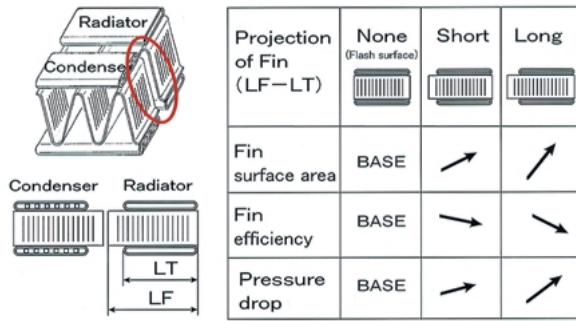 Radiator
Condenser
Condenser Radiator
LT
LF
Projection of Fin (LF-LT)
None
(Flash surface)
Short
Long
Fin
surface area
BASE
Fin
efficiency
BASE
Pressure
drop
BASE